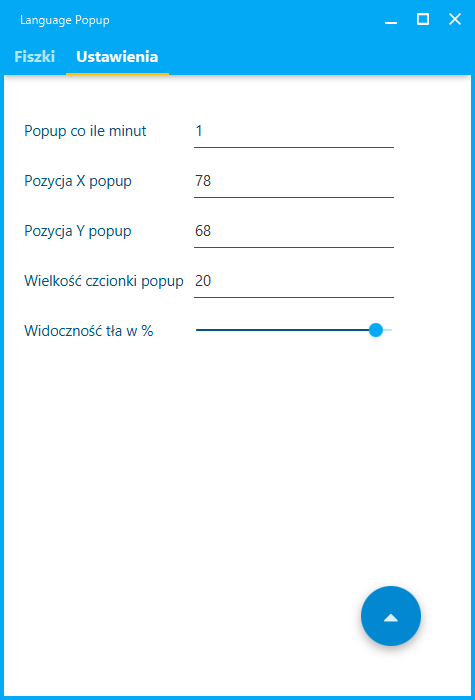 Language Popup
Fiszki Ustawienia
Popup co ile minut 1
Pozycja X popup 78
Pozycja Y popup 68
Wielkość czcionki popup 20
Widoczność tła w %